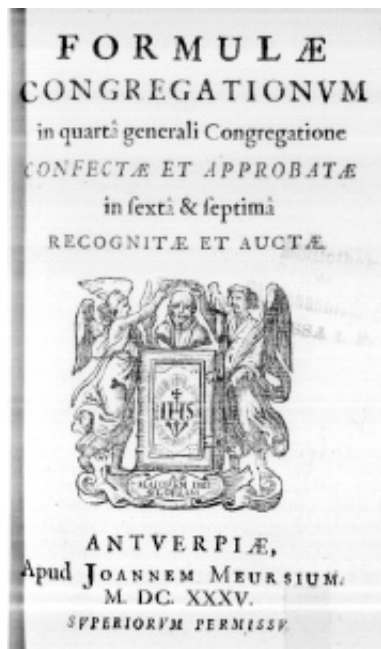 FORMULÆ
CONGREGATIONVM
in quartâ generali Congregatione
CONFECTÆ ET APPROBATÆ
in ſextâ & ſeptimâ
RECOGNITÆ ET AUCTÆ.
IHS
ANTVERPIÆ,
Apud JOANNEM MEURSIUM.
M. DC. XXXV.
SVPERIORVM PERMISSV.